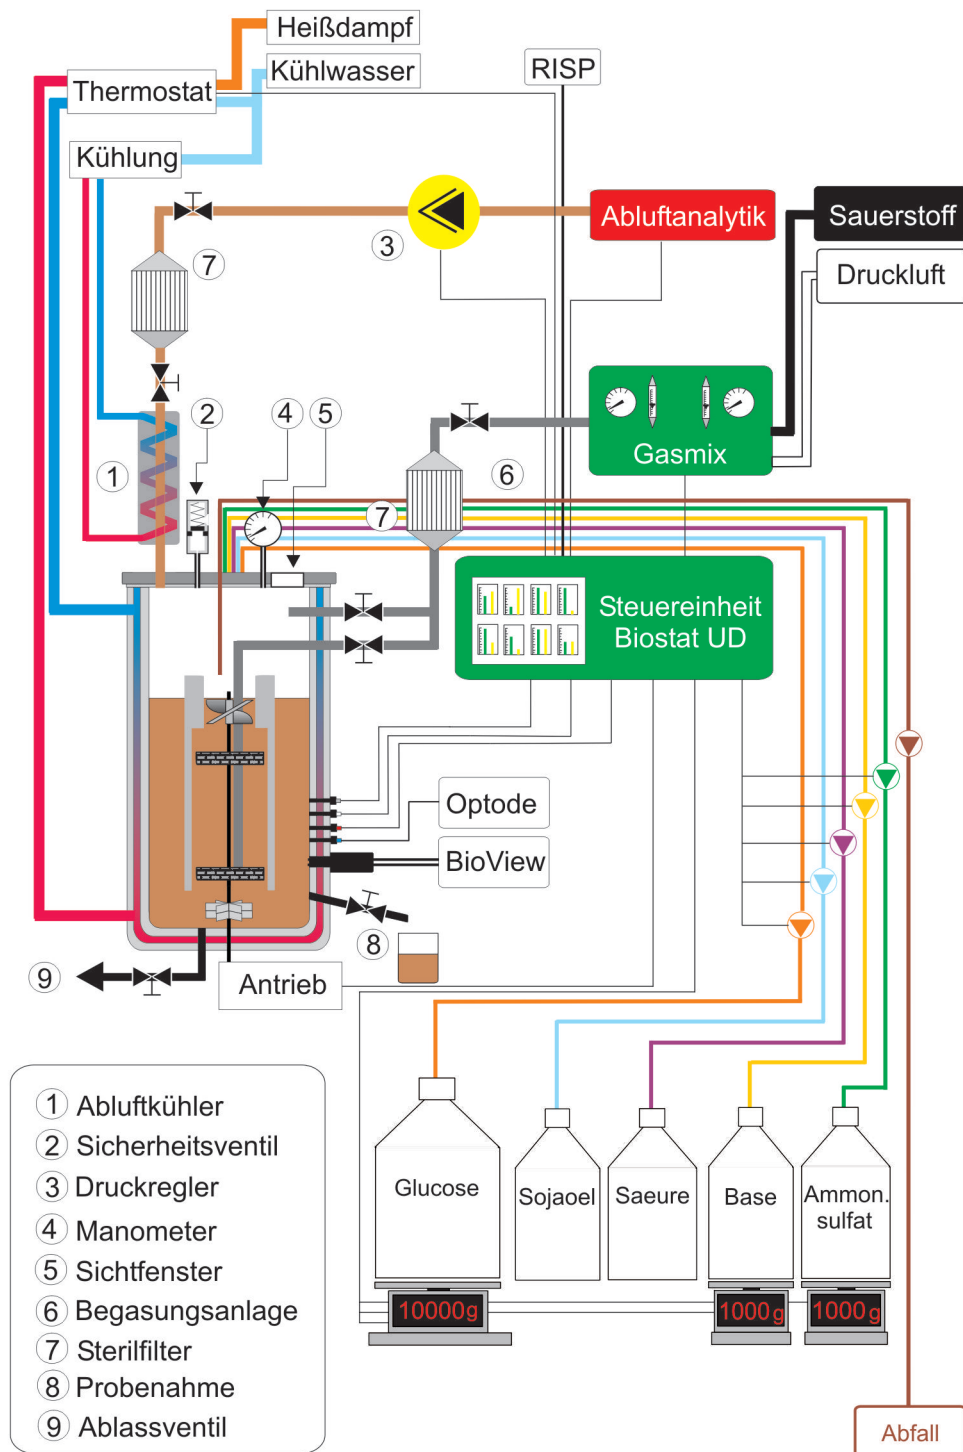 Heißdampf
Kühlwasser
Thermostat
RISP
Kühlung
Abluftanalytik
Sauerstoff
3
7
Druckluft
2
4
5
Gasmix
1
6
7
Steuereinheit
Biostat UD
Optode
BioView
8
9
Antrieb
1 Abluftkühler
2 Sicherheitsventil
3 Druckregler
4 Manometer
5 Sichtfenster
6 Begasungsanlage
7 Sterilfilter
8 Probenahme
9 Ablassventil
Glucose
Sojaoel
Saeure
Base
Ammon.
sulfat
10000g
1000g
1000g
Abfall